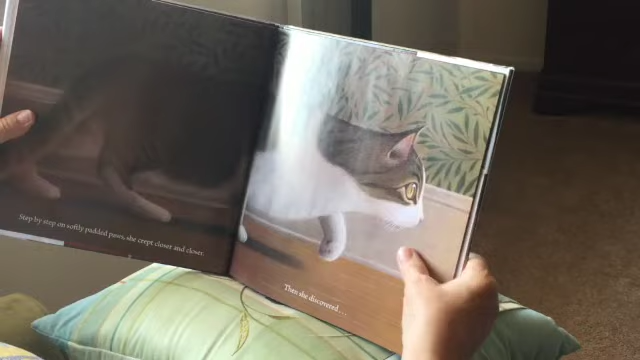 Step by step on softly padded paws, she crept closer and closer.
Then she discovered...